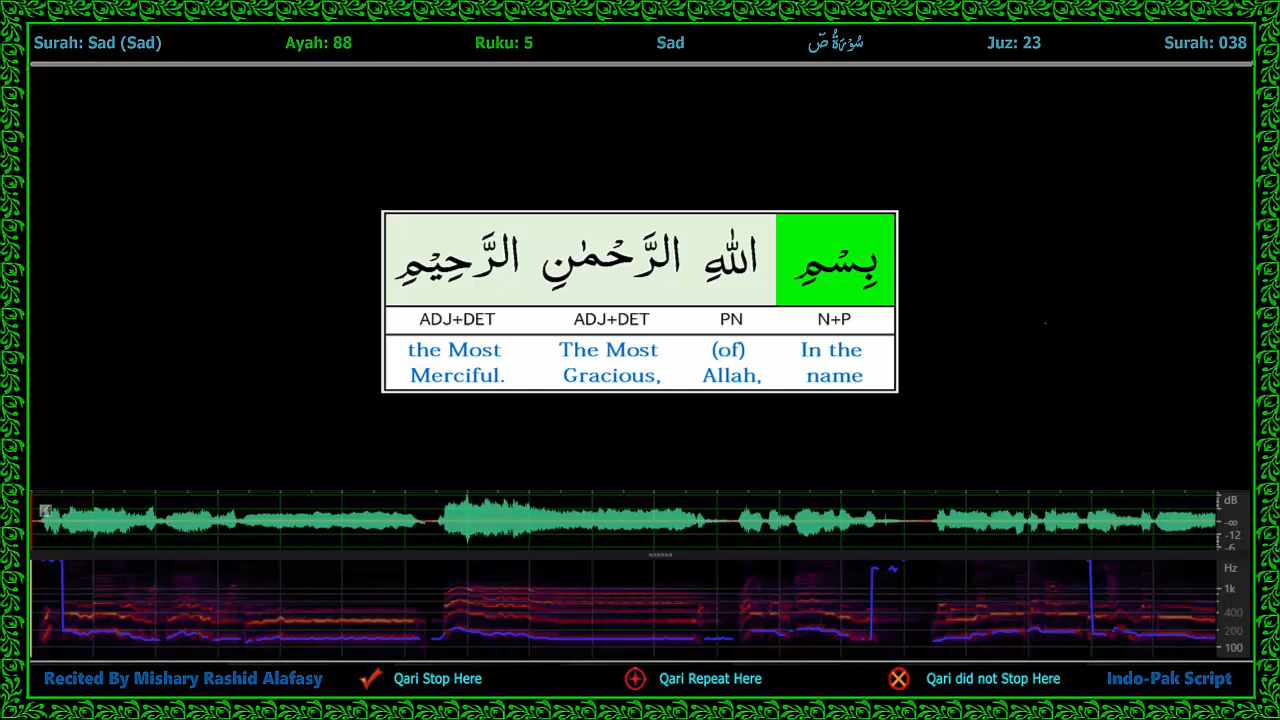 Surah: Sad (Sad) Ayah: 88 Ruku: 5 Sad سُوْرَةُ صٓ Juz: 23 Surah: 038
بِسْمِ اللّٰهِ الرَّحْمٰنِ الرَّحِيْمِ
ADJ+DET ADJ+DET PN N+P
the Most The Most (of) In the
Merciful. Gracious, Allah, name
dB
-∞
-12
-6
Hz
1k
400
200
100
Recited By Mishary Rashid Alafasy Qari Stop Here Qari Repeat Here Qari did not Stop Here Indo-Pak Script